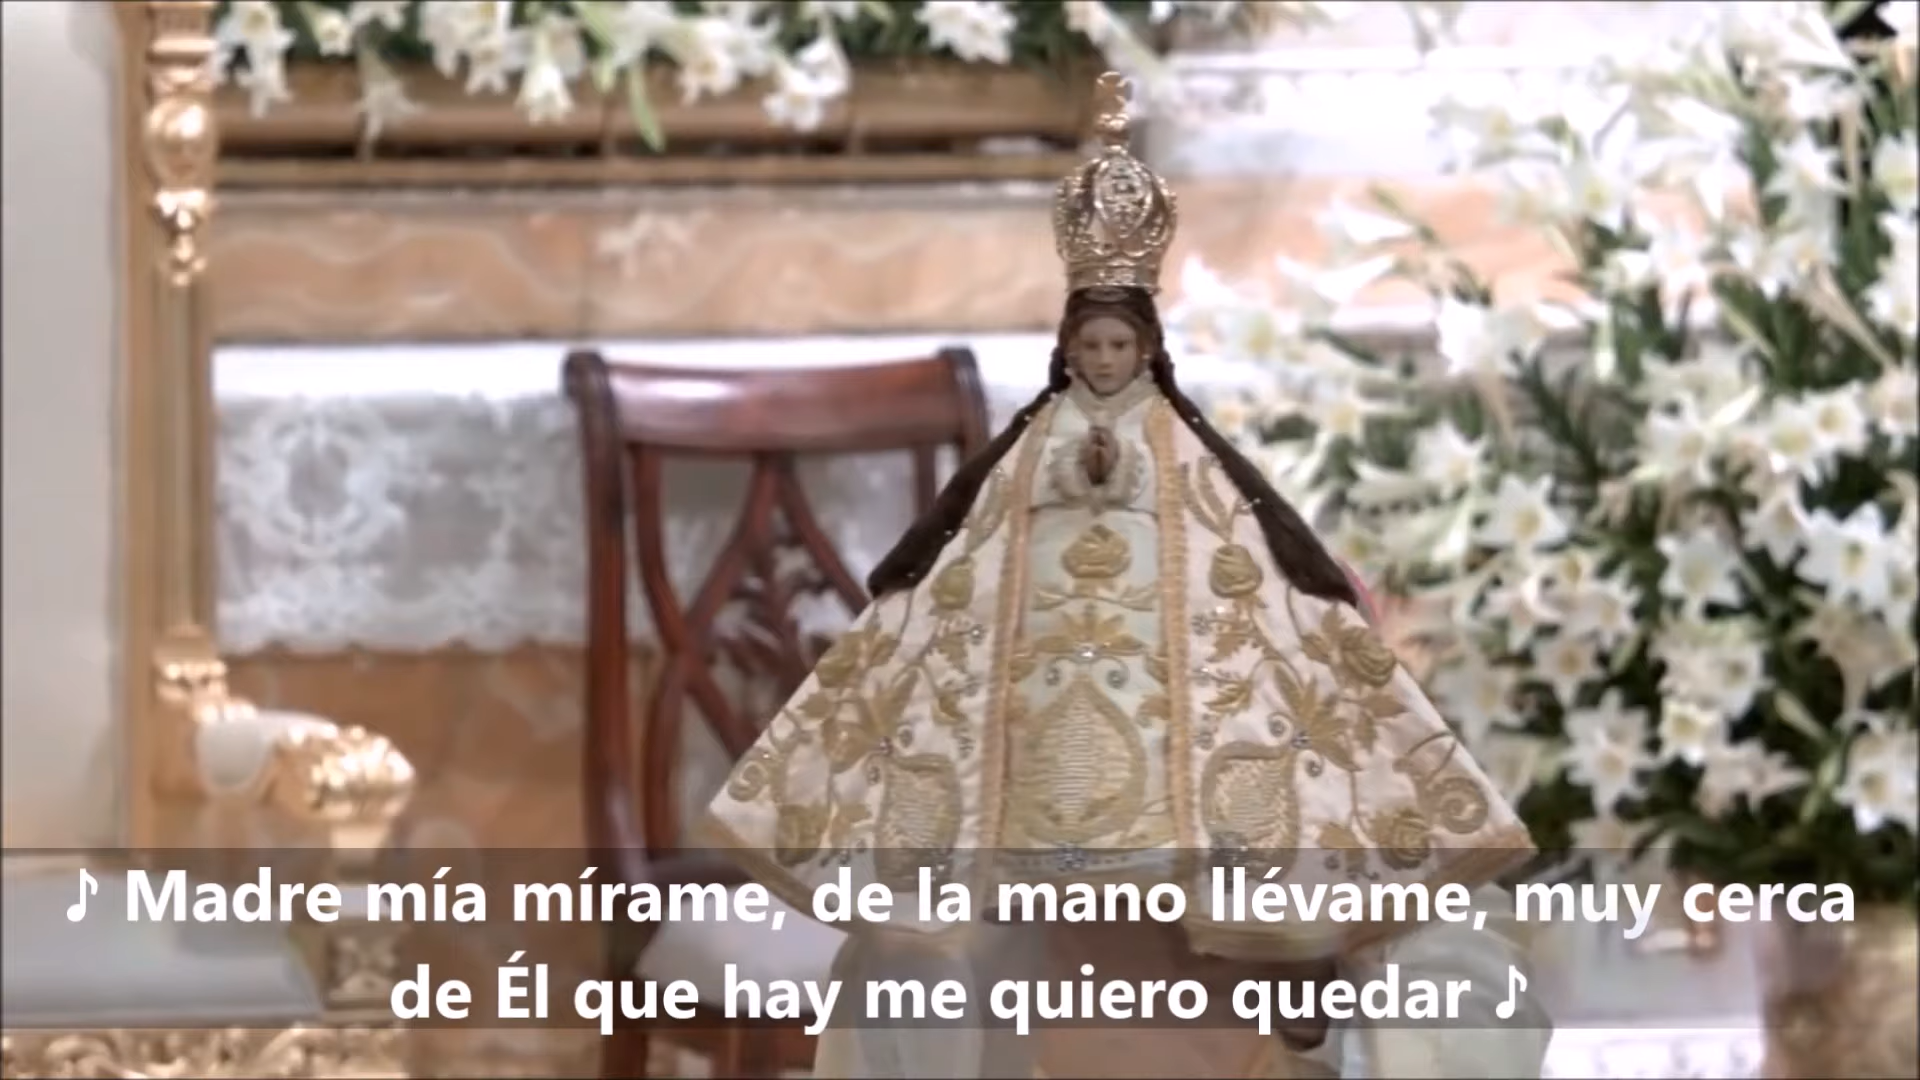 ♪ Madre mía mírame, de la mano llévame, muy cerca
de Él que hay me quiero quedar ♪